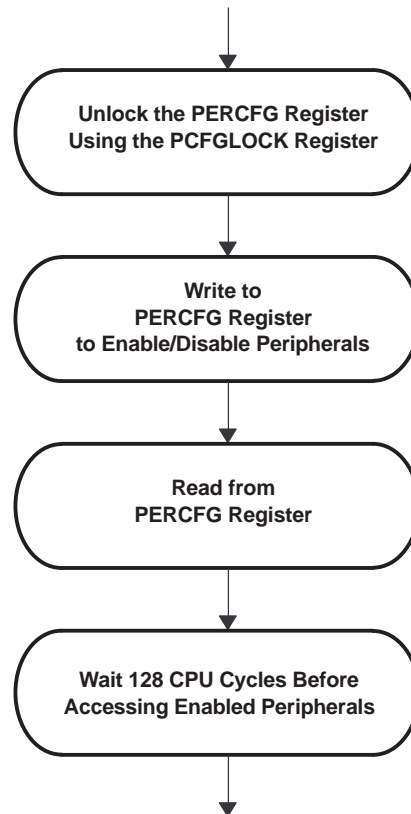 Unlock the PERCFG Register
Using the PCFGLOCK Register
Write to
PERCFG Register
to Enable/Disable Peripherals
Read from
PERCFG Register
Wait 128 CPU Cycles Before
Accessing Enabled Peripherals